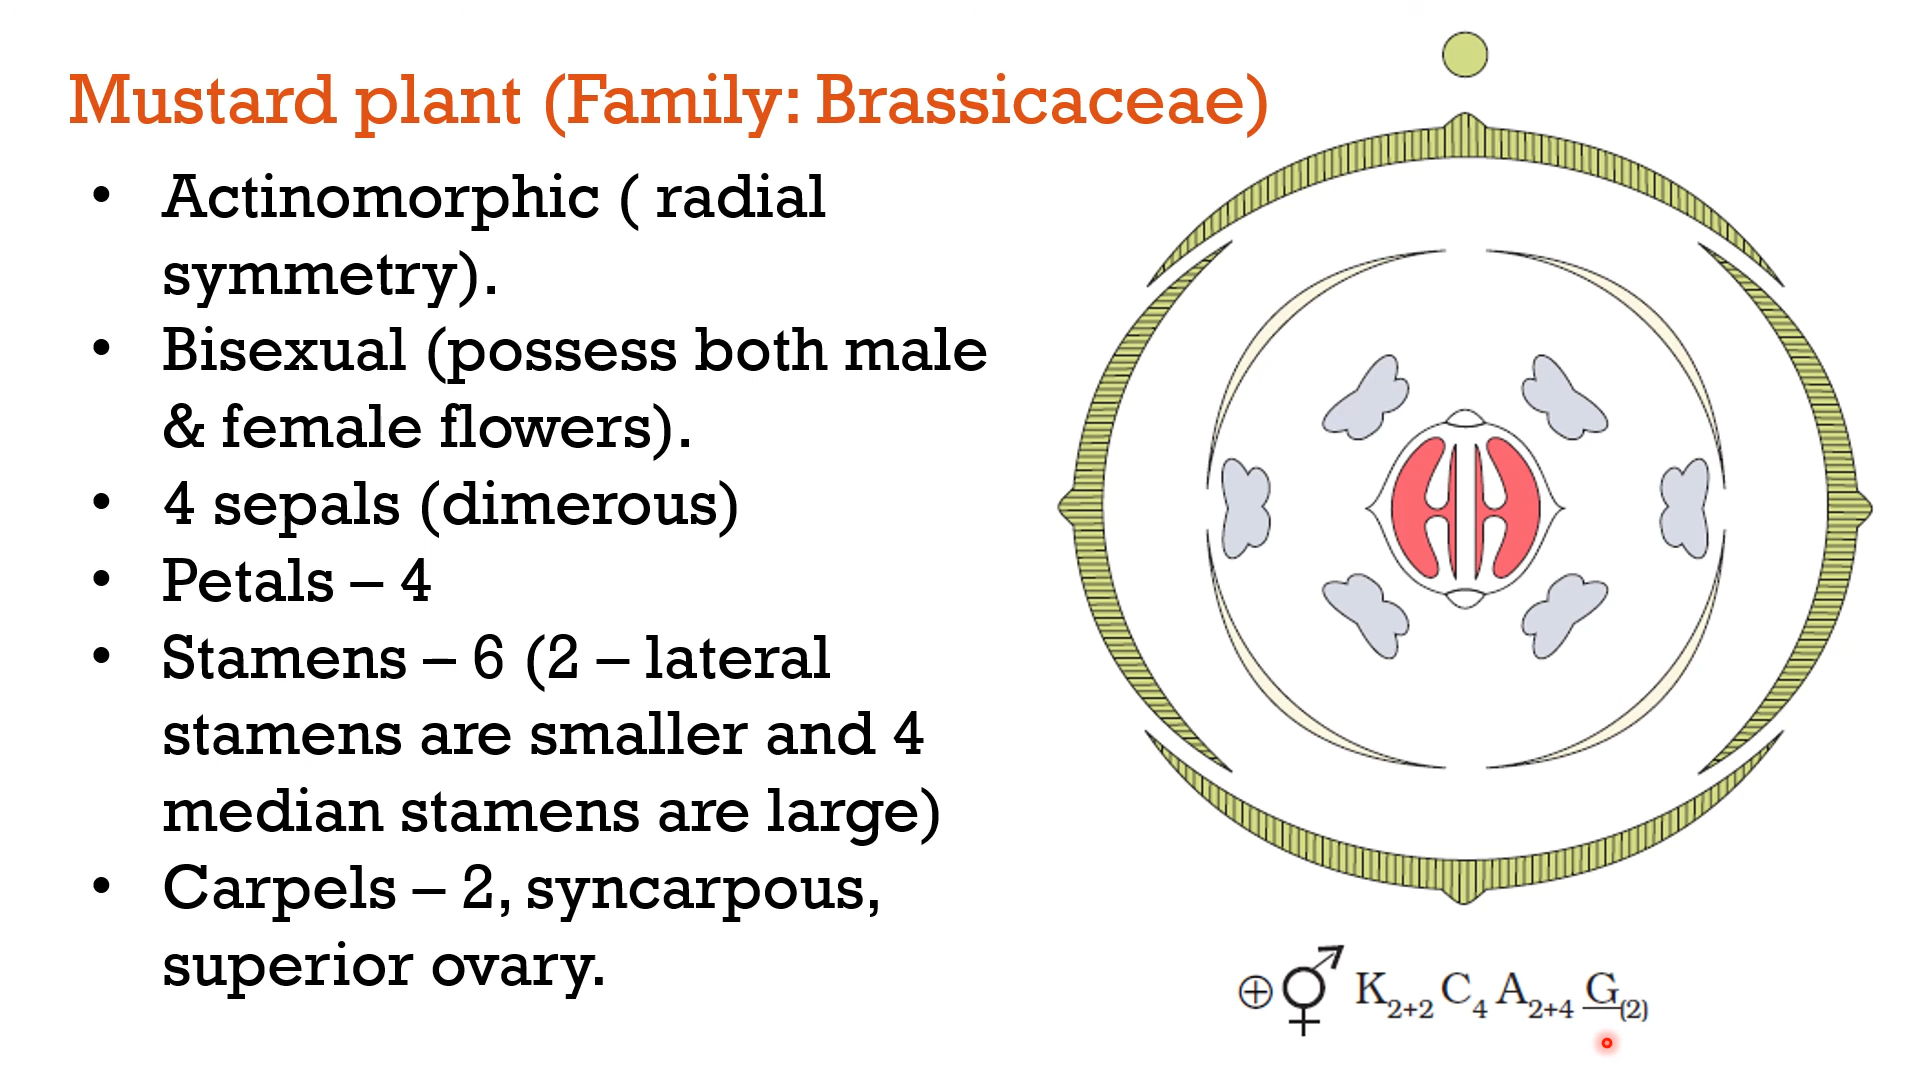 Mustard plant (Family: Brassicaceae)
• Actinomorphic ( radial
symmetry).
• Bisexual (possess both male
& female flowers).
• 4 sepals (dimerous)
• Petals – 4
• Stamens – 6 (2 – lateral
stamens are smaller and 4
median stamens are large)
• Carpels – 2, syncarpous,
superior ovary.
⊕ ⚥ K2+2 C4 A2+4 G(2)